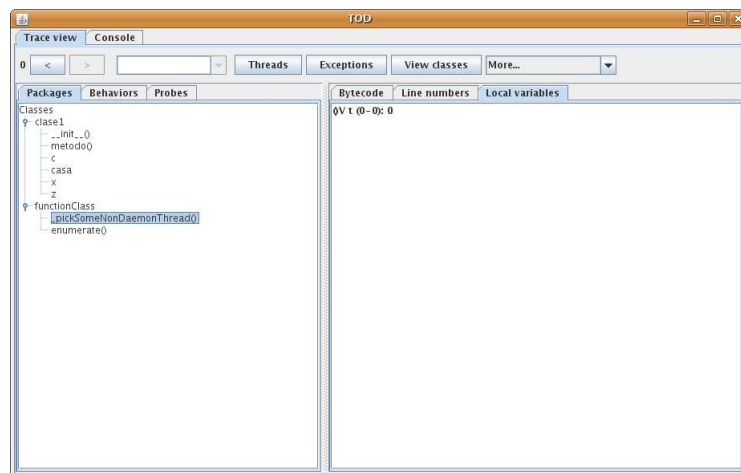 TOD
Trace view Console
0 < > Threads Exceptions View classes More...
Packages Behaviors Probes
Bytecode Line numbers Local variables
Classes
clase1
__init__()
metodo()
c
casa
x
z
functionClass
_pickSomeNonDaemonThread()
enumerate()
V t (0-0): 0